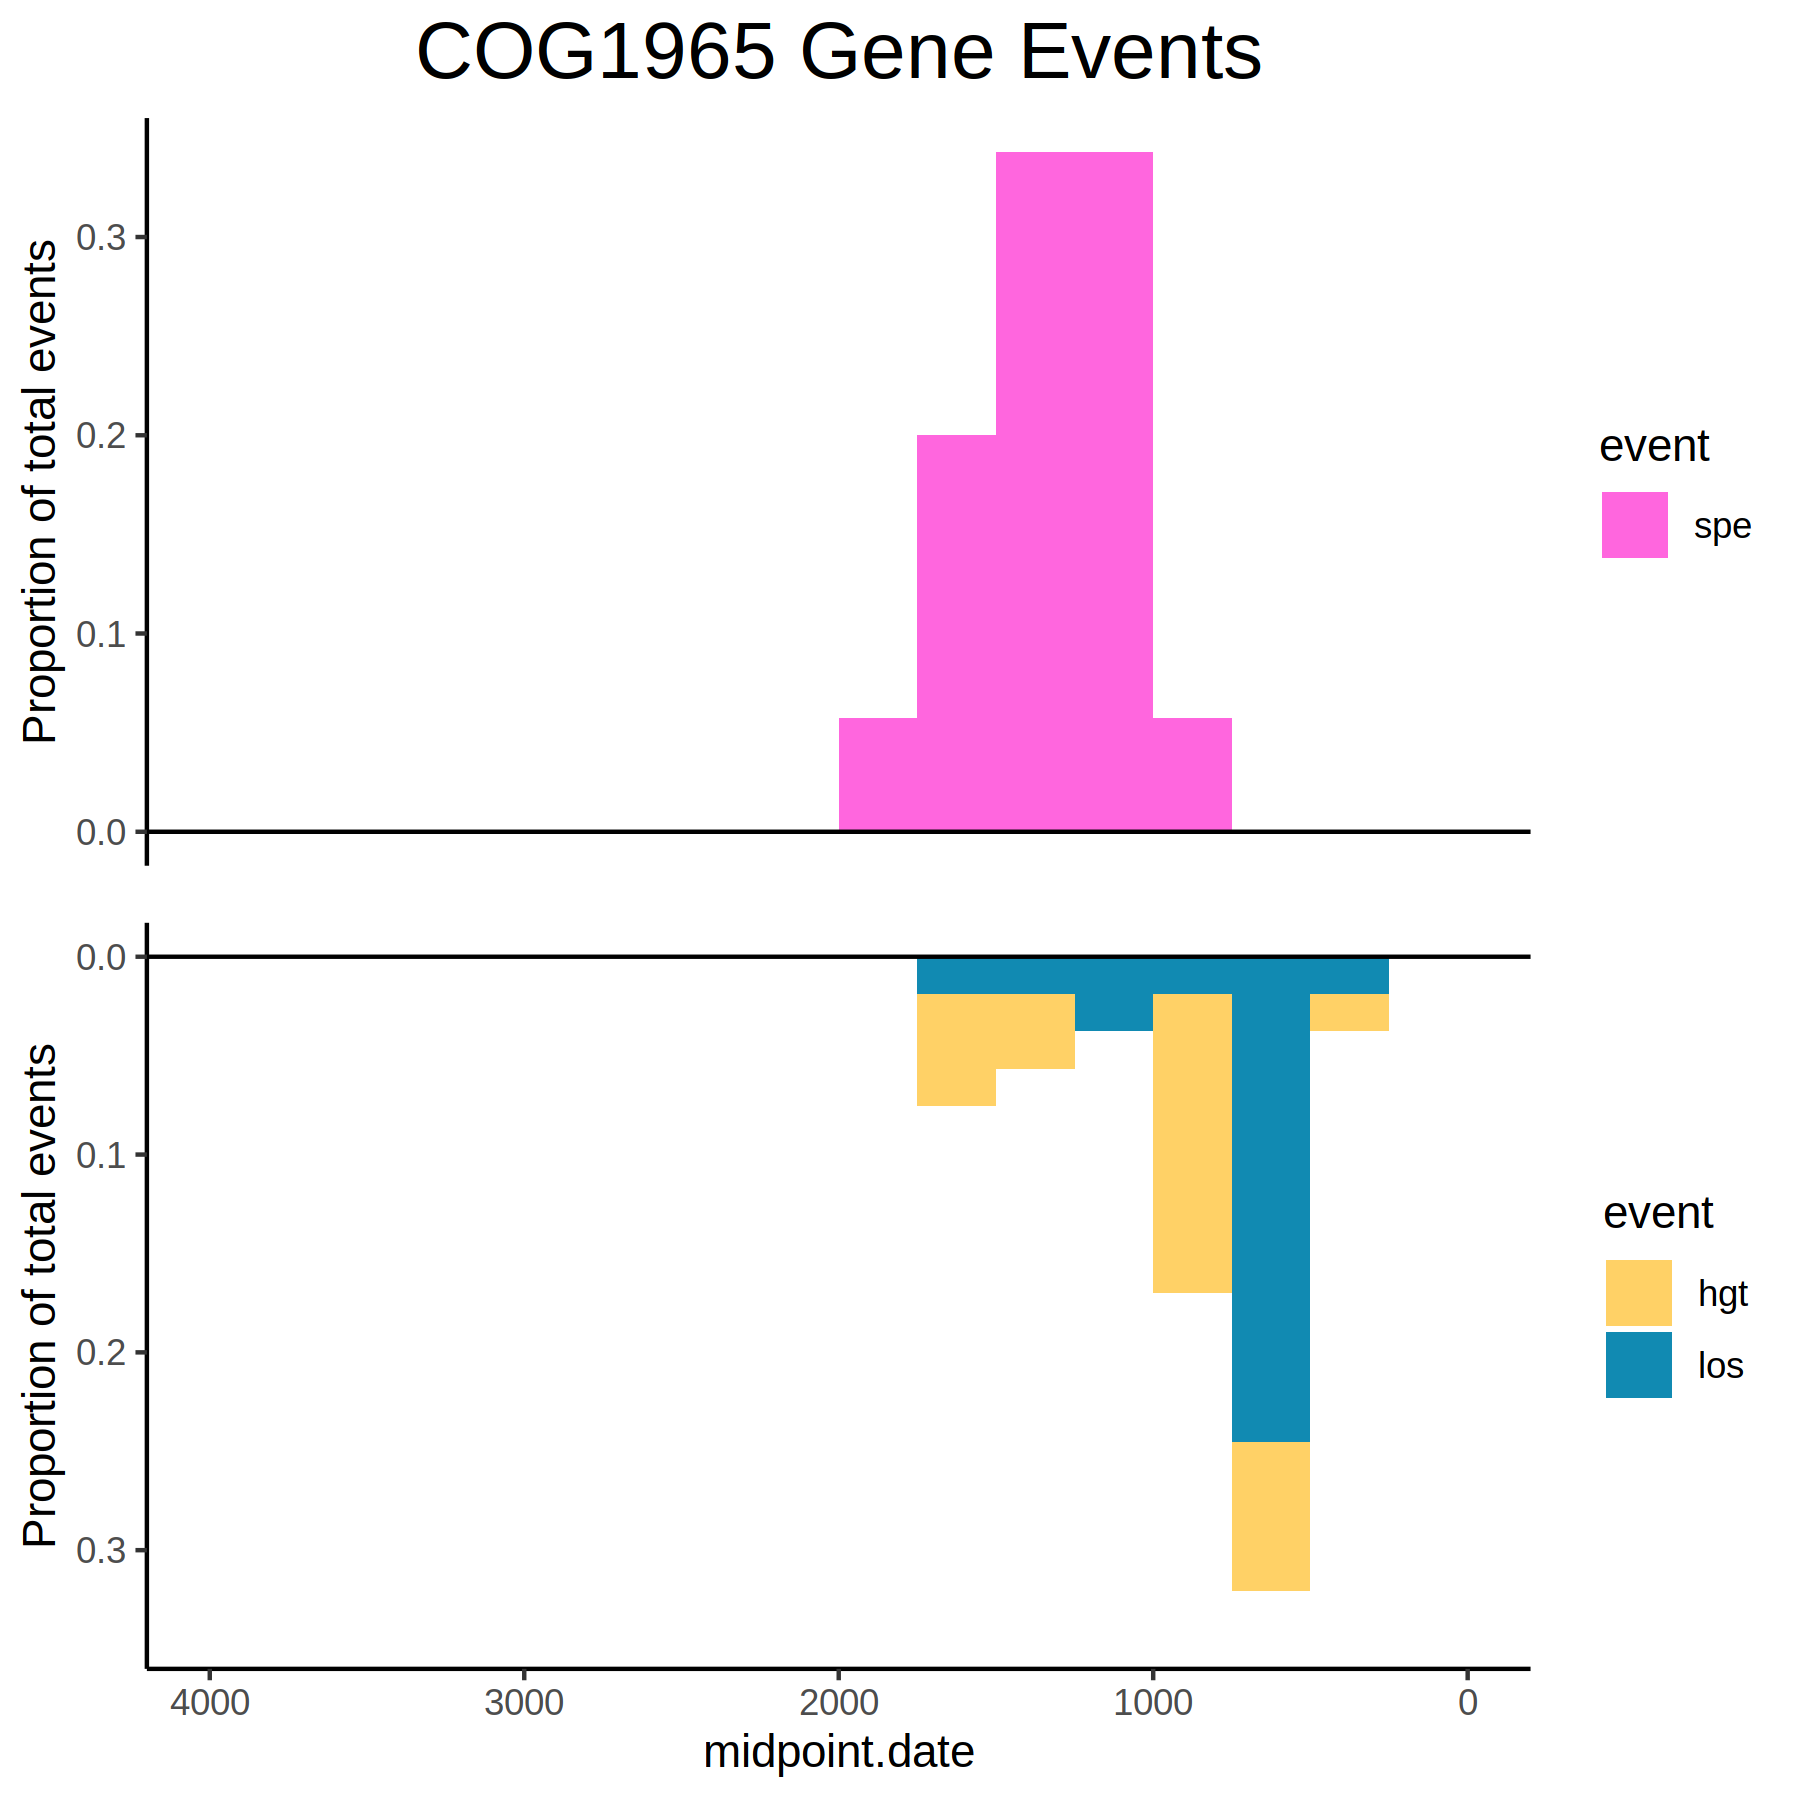 COG1965 Gene Events
Proportion of total events
0.3
0.2
0.1
0.0
event
spe
Proportion of total events
0.0
0.1
0.2
0.3
event
hgt
los
4000 3000 2000 1000 0
midpoint.date